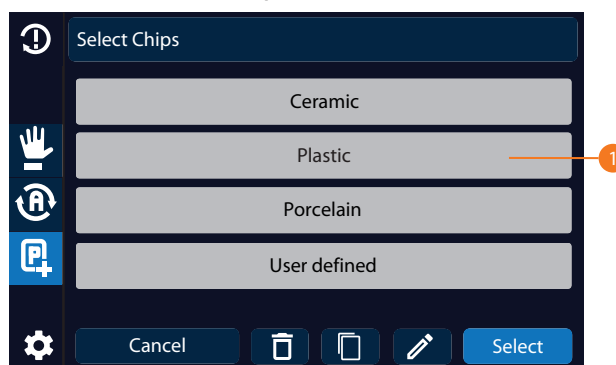 Select Chips
Ceramic
Plastic
1
Porcelain
A
User defined
P
Cancel
Select